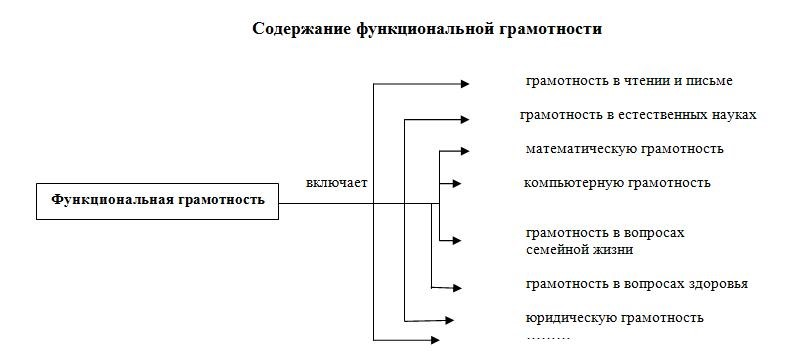 Содержание функциональной грамотности
грамотность в чтении и письме
грамотность в естественных науках
математическую грамотность
включает
компьютерную грамотность
Функциональная грамотность
грамотность в вопросах
семейной жизни
грамотность в вопросах здоровья
юридическую грамотность
………